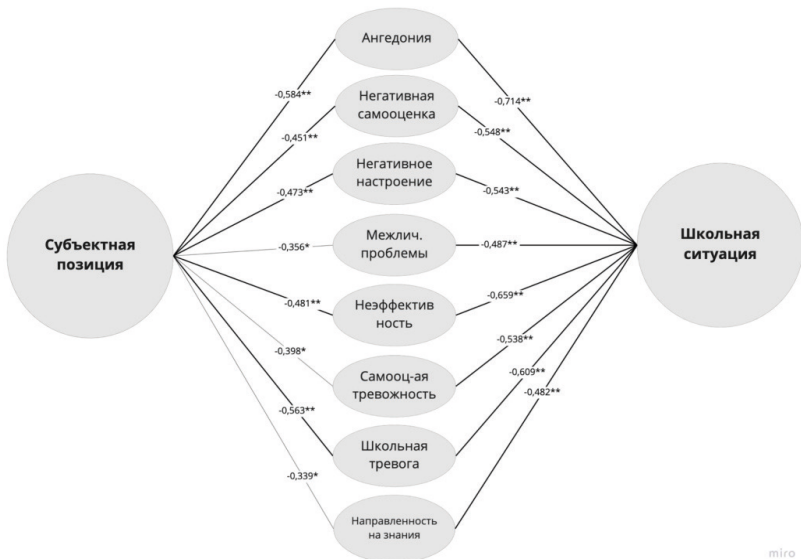 Ангедония
-0,584**
-0,714**
Негативная
самооценка
-0,451**
-0,548**
Негативное
настроение
-0,473**
-0,543**
Субъектная
позиция
Межлич.
проблемы
-0,356*
-0,487**
Школьная
ситуация
Неэффектив
ность
-0,481**
-0,659**
-0,398*
-0,538**
Самооц-ая
тревожность
-0,609**
-0,482**
-0,563**
Школьная
тревога
-0,339*
Направленность
на знания
miro